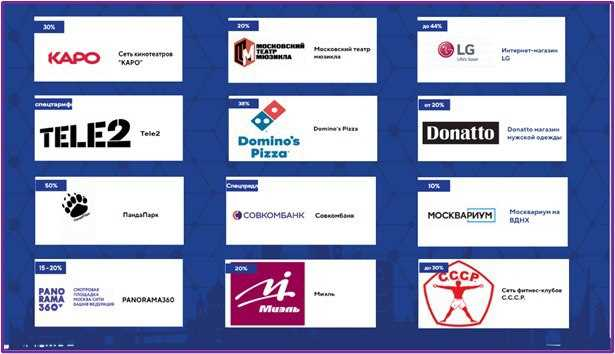 30%
КАРО
Сеть кинотеатров
"КАРО"
20%
МОСКОВСКИЙ
ТЕАТР
МЮЗИКЛА
Московский театр
мюзикла
до 44%
LG
Life's Good
Интернет-магазин
LG
спецтариф
TELE2
Tele2
38%
Domino's
Pizza
Domino's Pizza
от 20%
Donatto
Donatto магазин
мужской одежды
50%
ПандаПарк
Спецпредл
СОВКОМБАНК
Совкомбанк
10%
МОСКВАРИУМ
Москвариум на
ВДНХ
15-20%
PANO
RAMA
360°
СМОТРОВАЯ
ПЛОЩАДКА
МОСКВА СИТИ
БАШНЯ ФЕДЕРАЦИЯ
PANORAMA360
20%
Миэль
Миэль
до 30%
СССР
Сеть фитнес-клубов
С.С.С.Р.